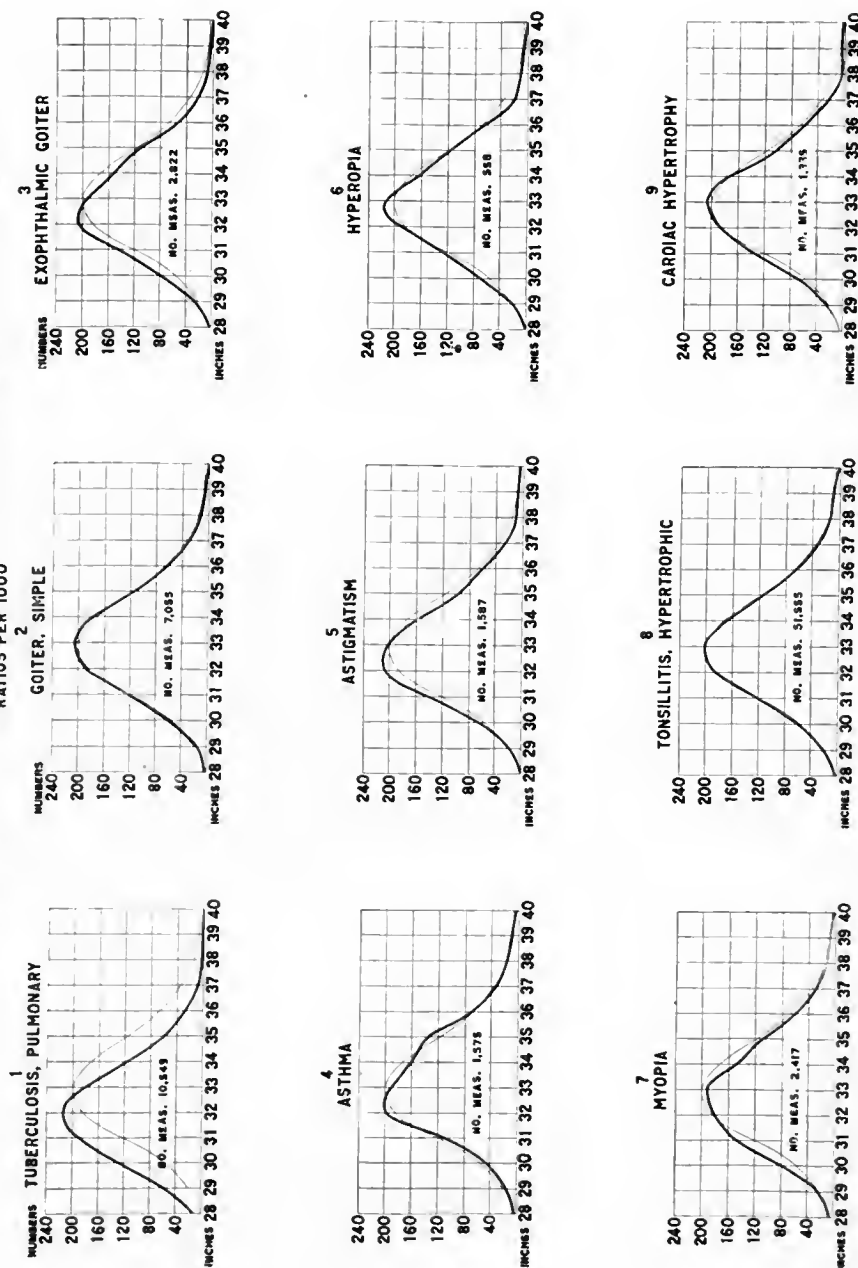 RATIOS PER 1000
1
TUBERCULOSIS, PULMONARY
NUMBERS
240
200
160
120
80
40
NO. MEAS. 10,549
INCHES 28 29 30 31 32 33 34 35 36 37 38 39 40
2
GOITER, SIMPLE
NUMBERS
240
200
160
120
80
40
NO. MEAS. 7,055
INCHES 28 29 30 31 32 33 34 35 36 37 38 39 40
3
EXOPHTHALMIC GOITER
NUMBERS
240
200
160
120
80
40
NO. MEAS. 2,822
INCHES 28 29 30 31 32 33 34 35 36 37 38 39 40
4
ASTHMA
240
200
160
120
80
40
NO. MEAS. 1,575
INCHES 28 29 30 31 32 33 34 35 36 37 38 39 40
5
ASTIGMATISM
240
200
160
120
80
40
NO. MEAS. 1,587
INCHES 28 29 30 31 32 33 34 35 36 37 38 39 40
6
HYPEROPIA
240
200
160
120
80
40
NO. MEAS. 558
INCHES 28 29 30 31 32 33 34 35 36 37 38 39 40
7
MYOPIA
240
200
160
120
80
40
NO. MEAS. 2,417
INCHES 28 29 30 31 32 33 34 35 36 37 38 39 40
8
TONSILLITIS, HYPERTROPHIC
240
200
160
120
80
40
NO. MEAS. 51,555
INCHES 28 29 30 31 32 33 34 35 36 37 38 39 40
9
CARDIAC HYPERTROPHY
240
200
160
120
80
40
NO. MEAS.
INCHES 28 29 30 31 32 33 34 35 36 37 38 39 40